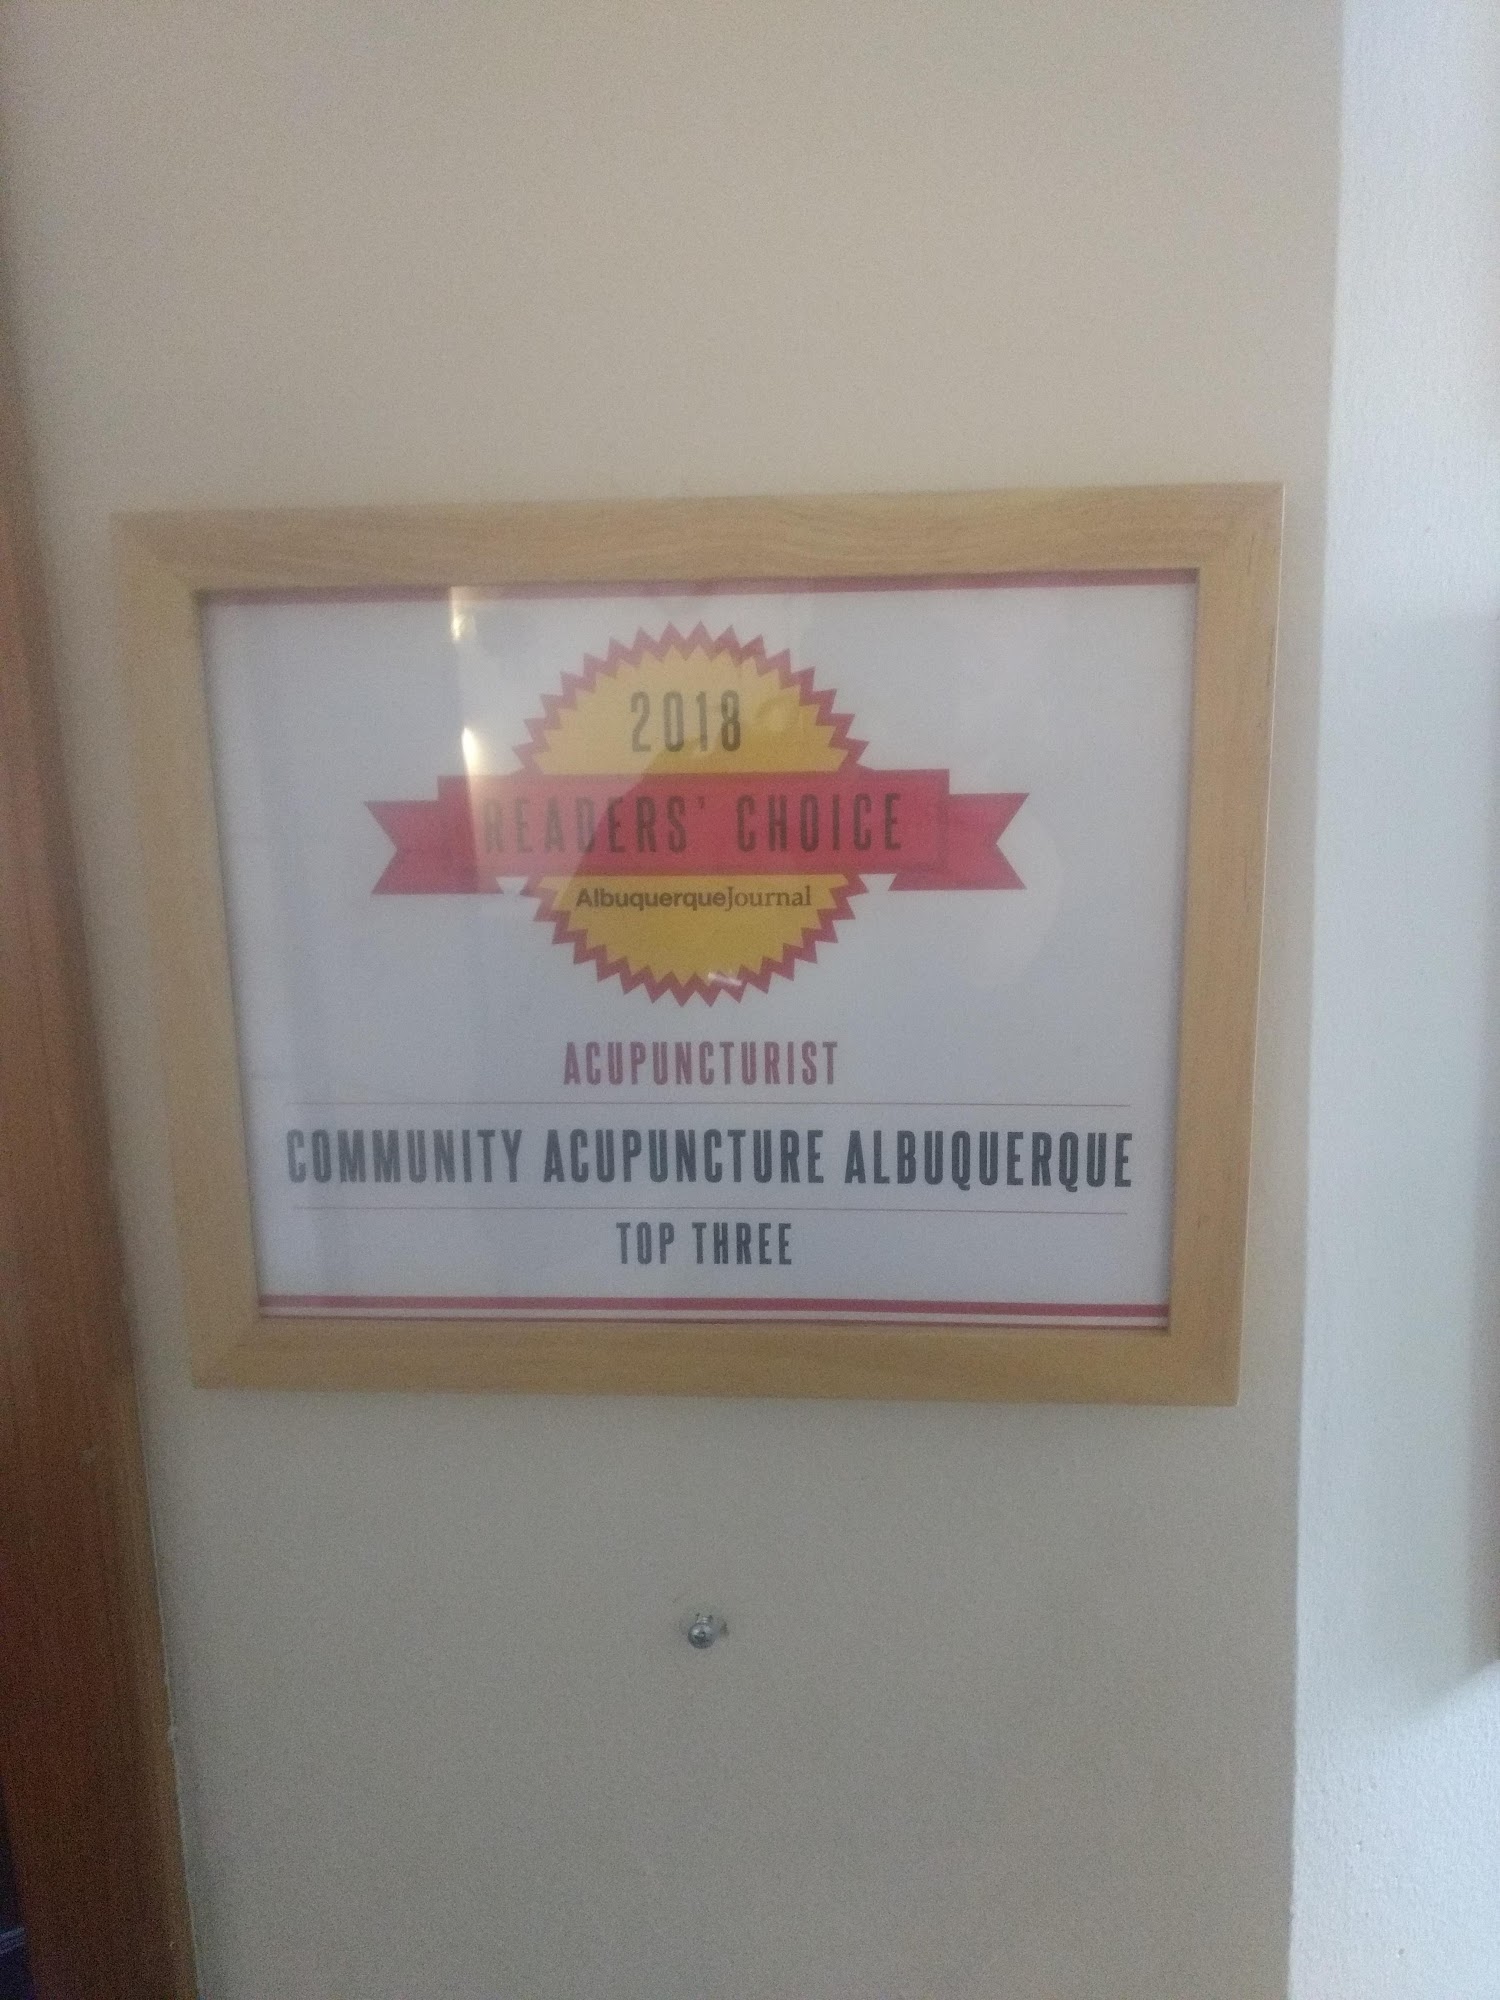 2018
READERS' CHOICE
AlbuquerqueJournal
ACUPUNCTURIST
COMMUNITY ACUPUNCTURE ALBUQUERQUE
TOP THREE